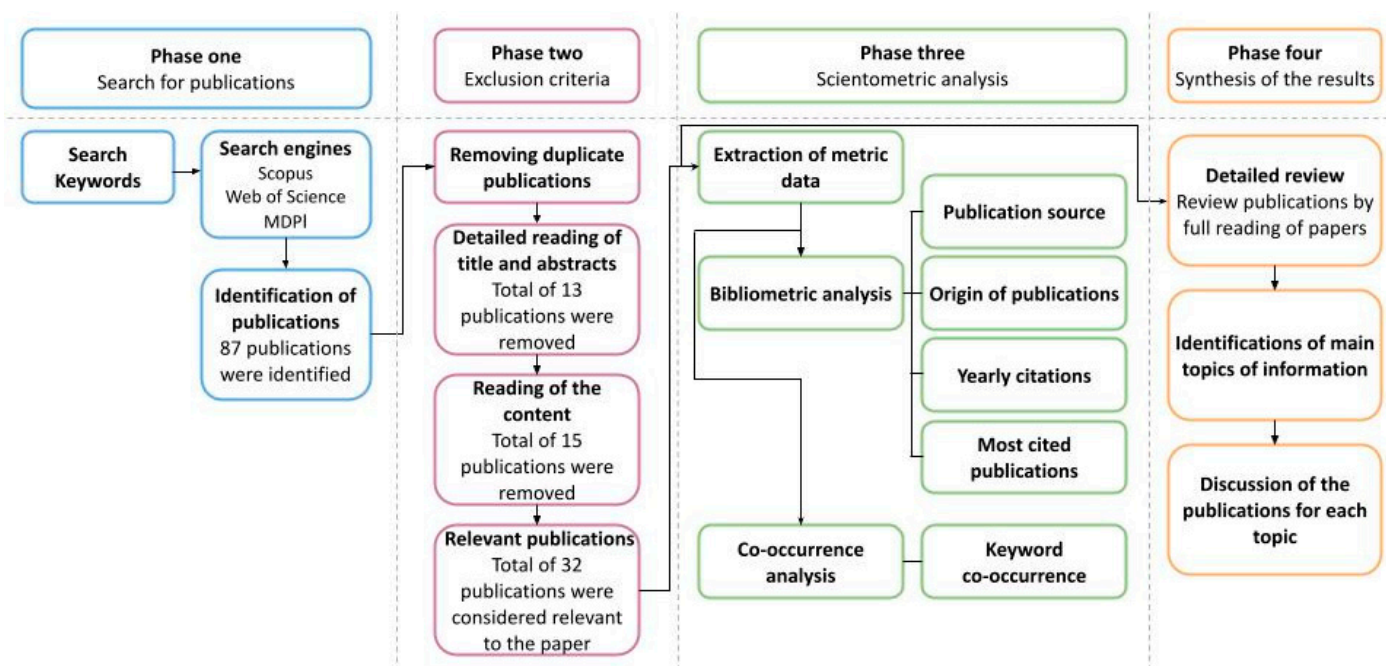 Phase one
Search for publications
Phase two
Exclusion criteria
Phase three
Scientometric analysis
Phase four
Synthesis of the results
Search
Keywords
Search engines
Scopus
Web of Science
MDPI
Identification of
publications
87 publications
were identified
Removing duplicate
publications
Detailed reading of
title and abstracts
Total of 13
publications were
removed
Reading of the
content
Total of 15
publications were
removed
Relevant publications
Total of 32
publications were
considered relevant
to the paper
Extraction of metric
data
Bibliometric analysis
Publication source
Origin of publications
Yearly citations
Most cited
publications
Co-occurrence
analysis
Keyword
co-occurrence
Detailed review
Review publications by
full reading of papers
Identifications of main
topics of information
Discussion of the
publications for each
topic